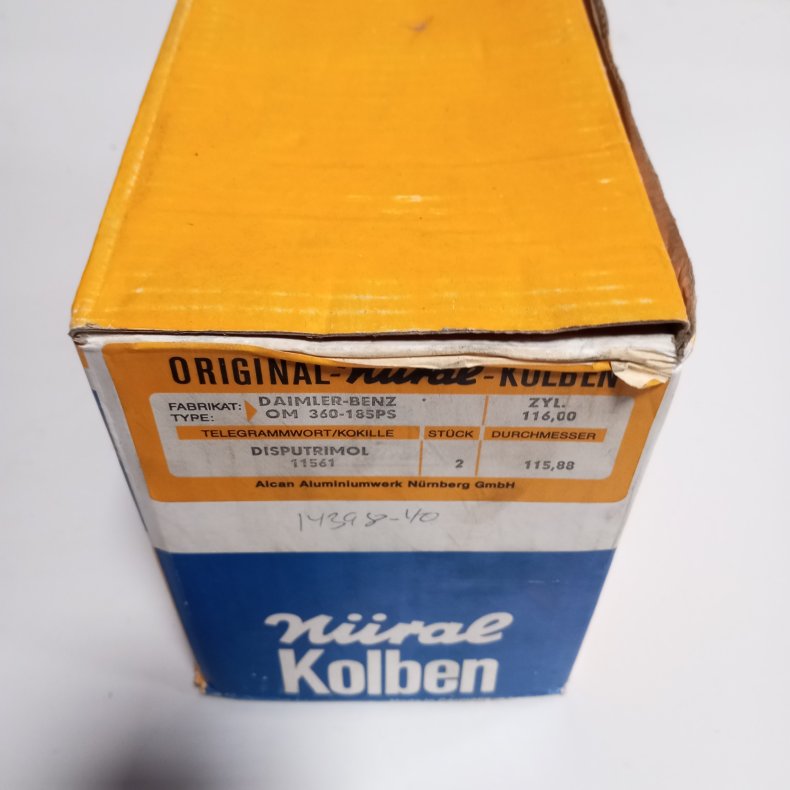 ORIGINAL-nüral-KOLBEN
FABRIKAT: DAIMLER-BENZ ZYL.
TYPE: OM 360-185PS 116,00
TELEGRAMMWORT/KOKILLE STÜCK DURCHMESSER
DISPUTRIMOL
11561 2 115,88
Alcan Aluminiumwerk Nürnberg GmbH
14398-40
nüral
Kolben